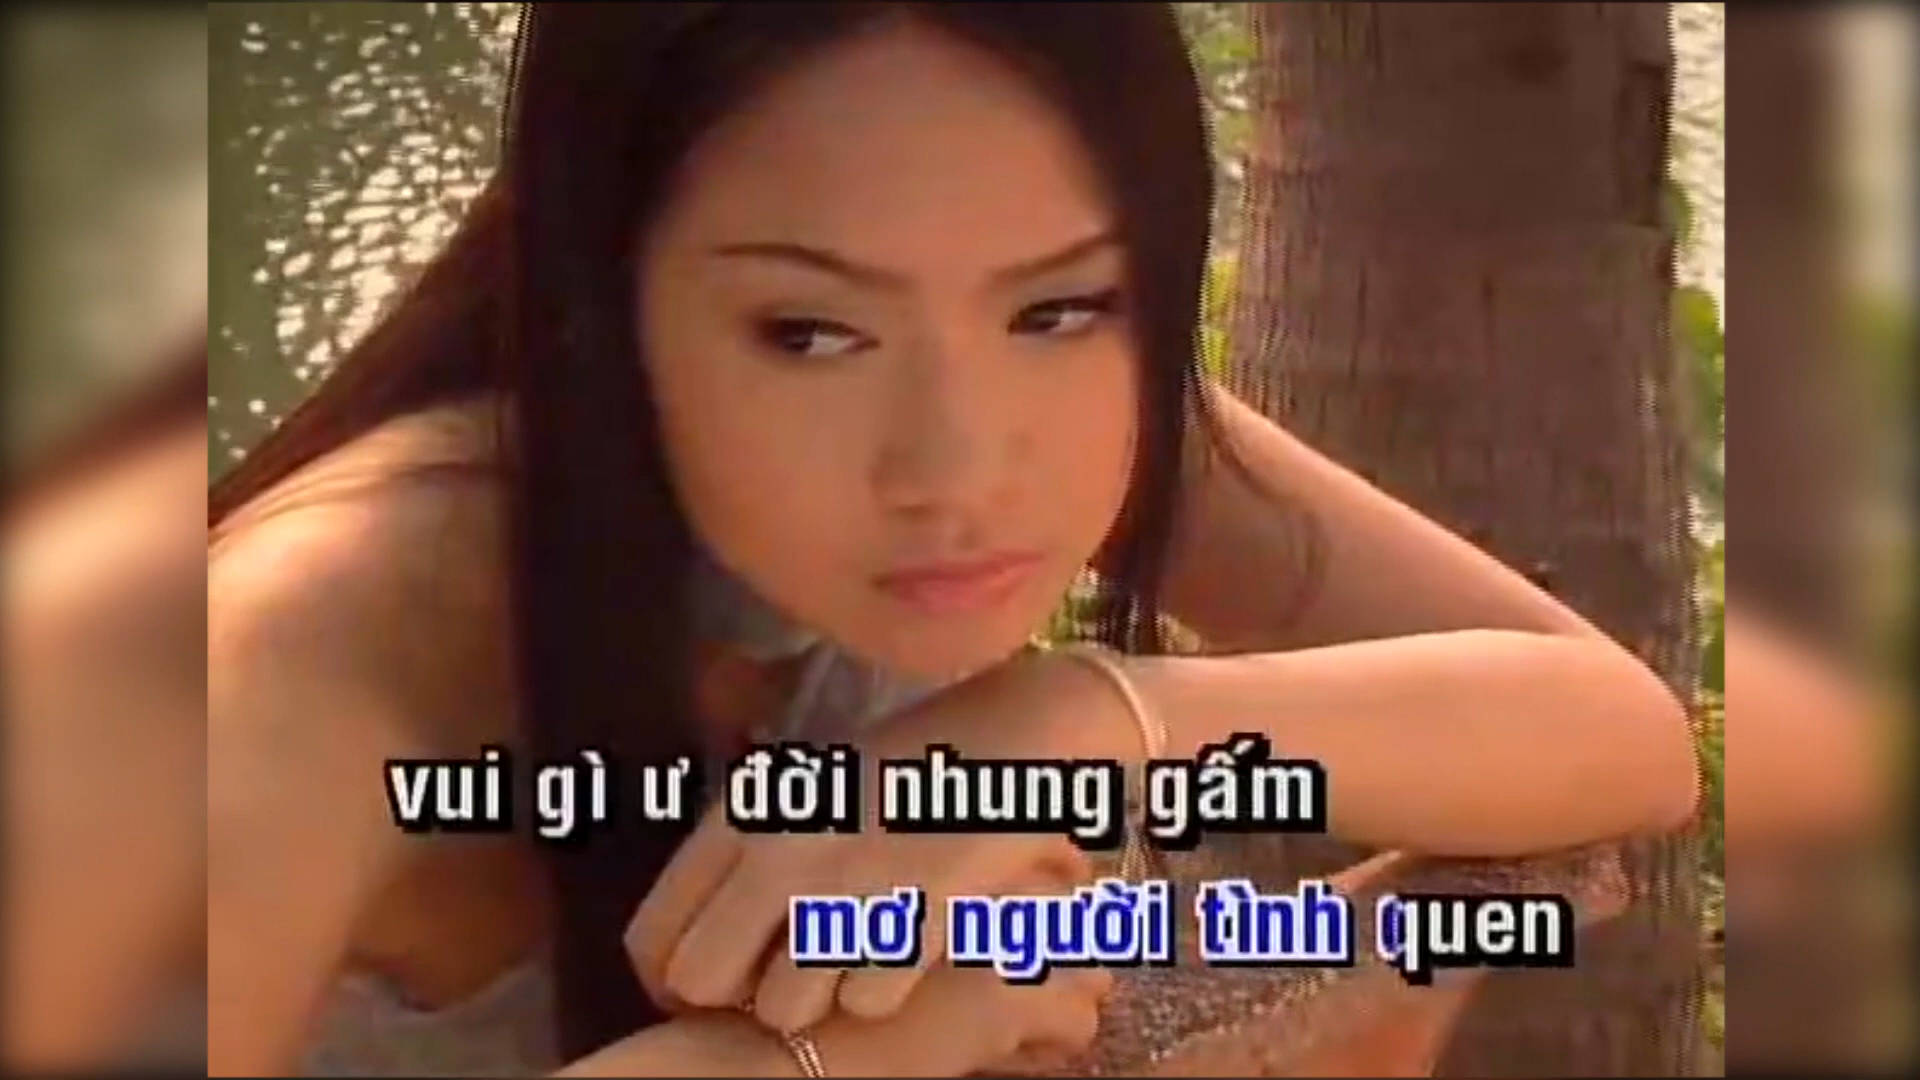 vui gì ư đời nhung gấm
mơ người tình quen